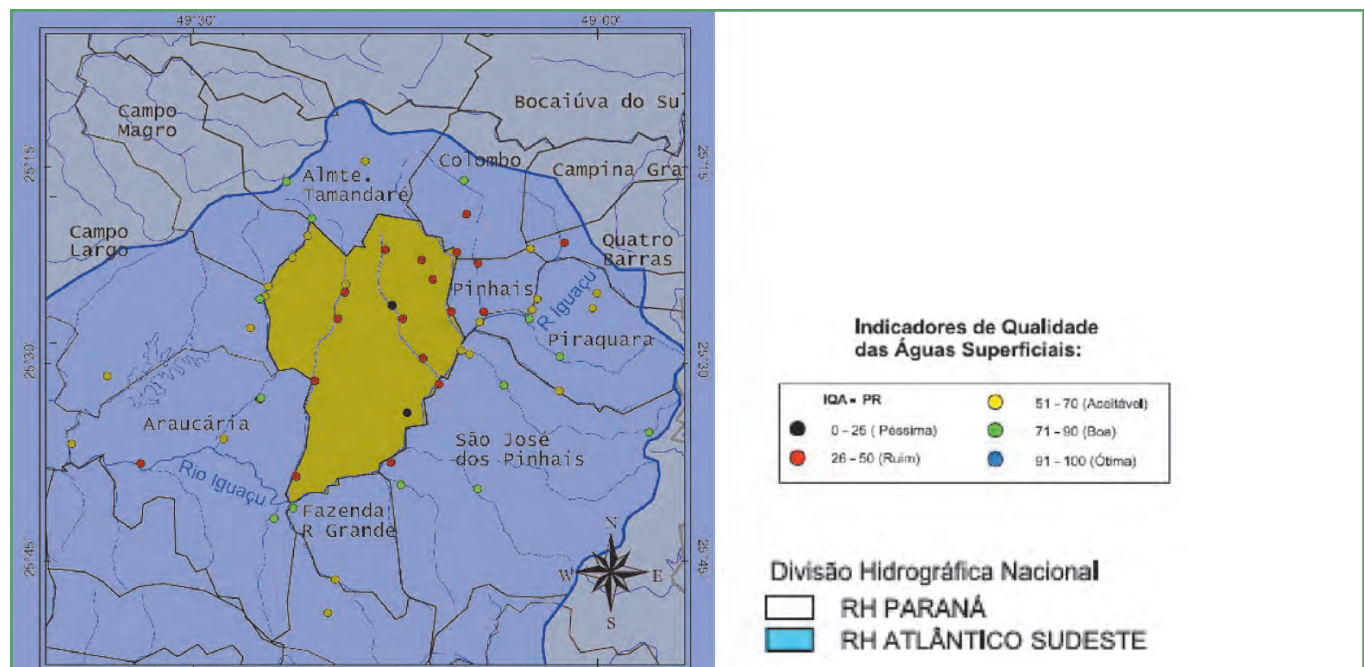 49°30'
49°00'
Bocaiúva do Sul
Campo
Magro
25°15'
25°15'
Colombo
Almte.
Tamandaré
Campina Gra
Campo
Largo
Quatro
Barras
Pinhais
R Iguaçu
Piraquara
25°30'
25°30'
Araucária
São José
dos Pinhais
Rio Iguaçu
Fazenda
R Grande
25°45'
25°45'
N
W
E
S
Indicadores de Qualidade
das Águas Superficiais:
IQA - PR
0 - 25 ( Péssima)
26 - 50 (Ruim)
51 - 70 (Aceitável)
71 - 90 (Boa)
91 - 100 (Ótima)
Divisão Hidrográfica Nacional
RH PARANÁ
RH ATLÂNTICO SUDESTE